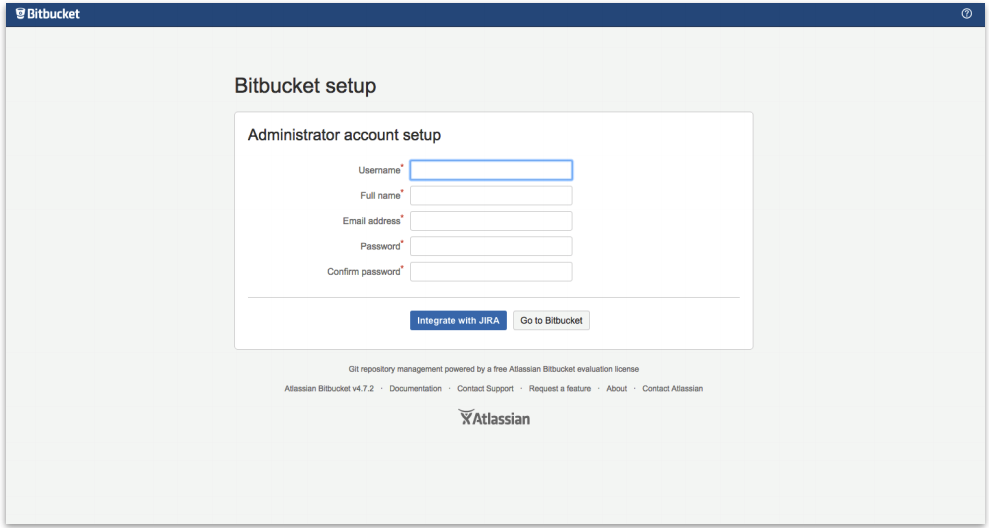 Bitbucket
Bitbucket setup
Administrator account setup
Username*
Full name*
Email address*
Password*
Confirm password*
Integrate with JIRA Go to Bitbucket
Git repository management powered by a free Atlassian Bitbucket evaluation license
Atlassian Bitbucket v4.7.2 · Documentation · Contact Support · Request a feature · About · Contact Atlassian
Atlassian